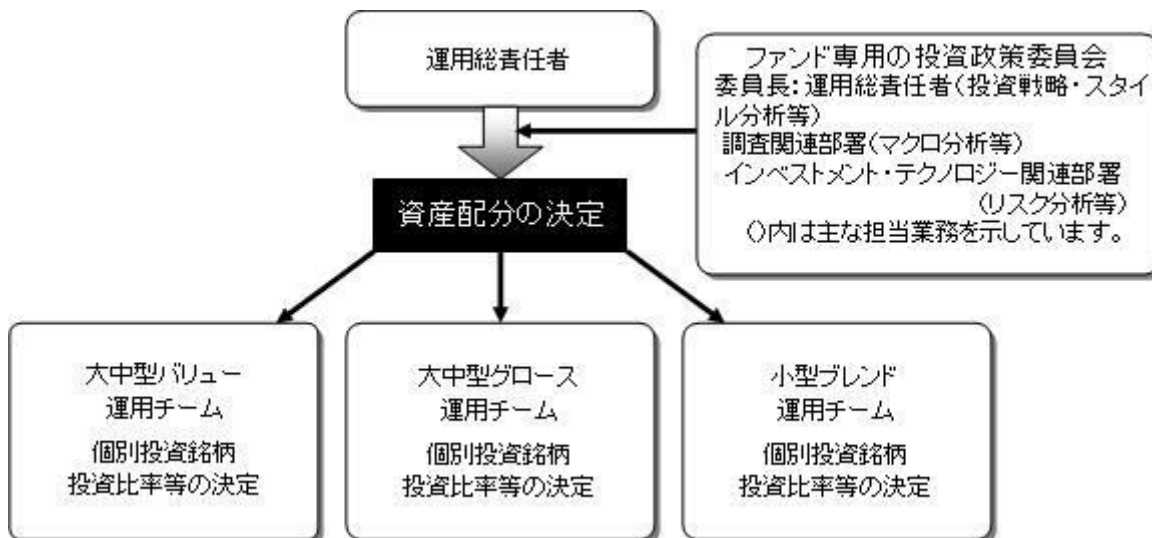 運用総責任者
ファンド専用の投資政策委員会
委員長:運用総責任者(投資戦略・スタイ
ル分析等)
調査関連部署(マクロ分析等)
インベストメント・テクノロジー関連部署
(リスク分析等)
()内は主な担当業務を示しています。
資産配分の決定
大中型バリュー
運用チーム
個別投資銘柄
投資比率等の決定
大中型グロース
運用チーム
個別投資銘柄
投資比率等の決定
小型ブレンド
運用チーム
個別投資銘柄
投資比率等の決定